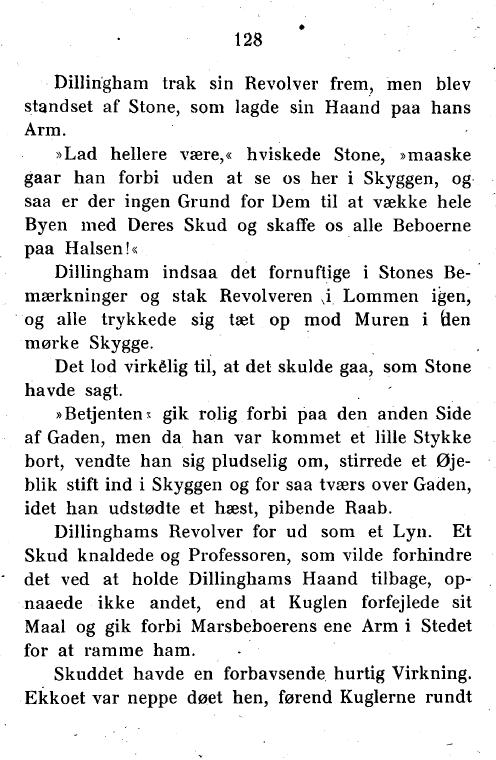 128
Dillingham trak sin Revolver frem, men blev
standset af Stone, som lagde sin Haand paa hans
Arm.
»Lad hellere være,« hviskede Stone, »maaske
gaar han forbi uden at se os her i Skyggen, og
saa er der ingen Grund for Dem til at vække hele
Byen med Deres Skud og skaffe os alle Beboerne
paa Halsen!«
Dillingham indsaa det fornuftige i Stones Be-
mærkninger og stak Revolveren i Lommen igen,
og alle trykkede sig tæt op mod Muren i den
mørke Skygge.
Det lod virkelig til, at det skulde gaa, som Stone
havde sagt.
»Betjenten« gik rolig forbi paa den anden Side
af Gaden, men da han var kommet et lille Stykke
bort, vendte han sig pludselig om, stirrede et Øje-
blik stift ind i Skyggen og for saa tværs over Gaden,
idet han udstødte et hæst, pibende Raab.
Dillinghams Revolver for ud som et Lyn. Et
Skud knaldede og Professoren, som vilde forhindre
det ved at holde Dillinghams Haand tilbage, op-
naaede ikke andet, end at Kuglen forfejlede sit
Maal og gik forbi Marsbeboerens ene Arm i Stedet
for at ramme ham.
Skuddet havde en forbavsende hurtig Virkning.
Ekkoet var neppe døet hen, førend Kuglerne rundt